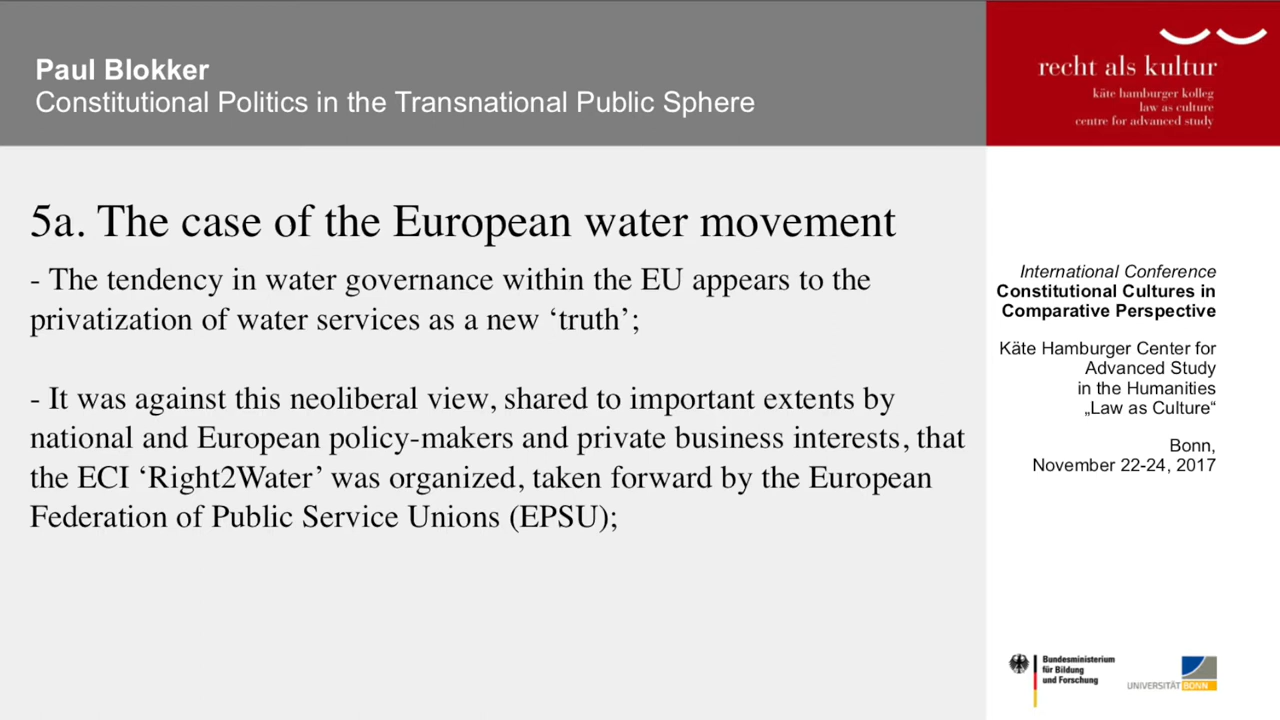 Paul Blokker
Constitutional Politics in the Transnational Public Sphere
recht als kultur
käte hamburger kolleg
law as culture
centre for advanced study
5a. The case of the European water movement
- The tendency in water governance within the EU appears to the
privatization of water services as a new ‘truth’;
- It was against this neoliberal view, shared to important extents by
national and European policy-makers and private business interests, that
the ECI ‘Right2Water’ was organized, taken forward by the European
Federation of Public Service Unions (EPSU);
International Conference
Constitutional Cultures in
Comparative Perspective
Käte Hamburger Center for
Advanced Study
in the Humanities
„Law as Culture“
Bonn,
November 22-24, 2017
Bundesministerium
für Bildung
und Forschung
UNIVERSITÄT BONN